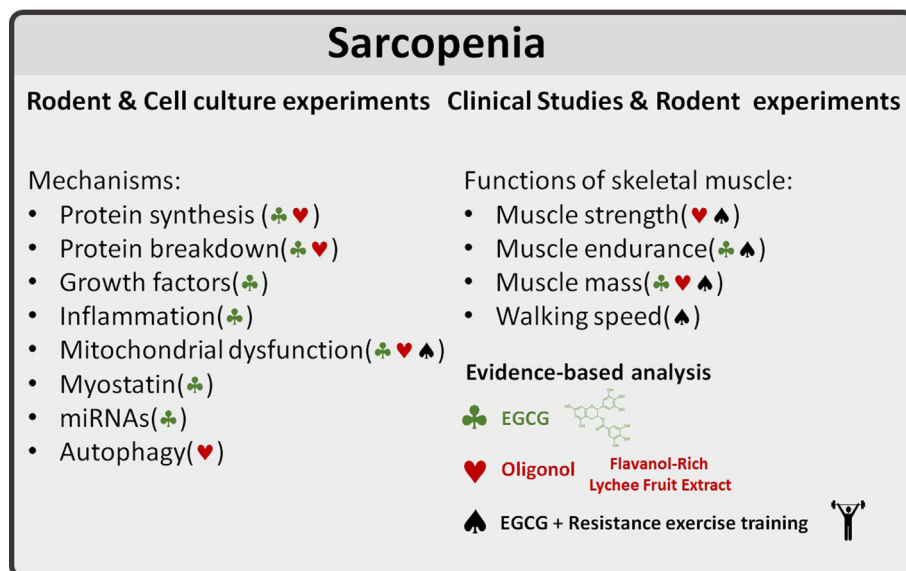 Sarcopenia
Rodent & Cell culture experiments
Mechanisms:
• Protein synthesis (♣ ♥)
• Protein breakdown(♣ ♥)
• Growth factors(♣)
• Inflammation(♣)
• Mitochondrial dysfunction(♣ ♥ ♠)
• Myostatin(♣)
• miRNAs(♣)
• Autophagy(♥)
Clinical Studies & Rodent experiments
Functions of skeletal muscle:
• Muscle strength(♥ ♠)
• Muscle endurance(♣ ♠)
• Muscle mass(♣ ♥ ♠)
• Walking speed(♠)
Evidence-based analysis
♣ EGCG
♥ Oligonol
Flavanol-Rich
Lychee Fruit Extract
♠ EGCG + Resistance exercise training